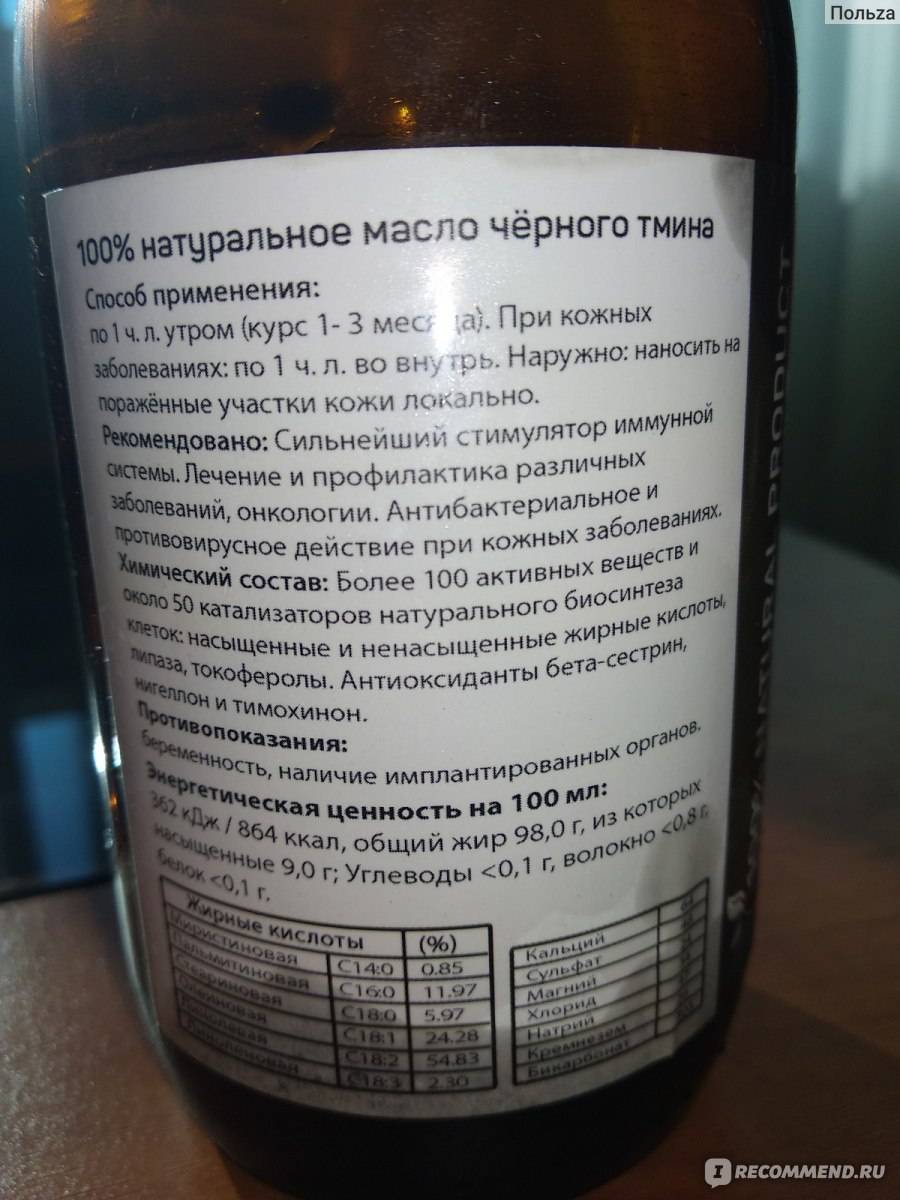 Польза
100% натуральное масло чёрного тмина
Способ применения:
по 1 ч. л. утром (курс 1- 3 месяца). При кожных
заболеваниях: по 1 ч. л. во внутрь. Наружно: наносить на
поражённые участки кожи локально.
Рекомендовано: Сильнейший стимулятор иммунной
системы. Лечение и профилактика различных
заболеваний, онкологии. Антибактериальное и
противовирусное действие при кожных заболеваниях.
Химический состав: Более 100 активных веществ и
около 50 катализаторов натурального биосинтеза
клеток: насыщенные и ненасыщенные жирные кислоты,
липаза, токоферолы. Антиоксиданты бета-сестрин,
нигеллон и тимохинон.
Противопоказания:
беременность, наличие имплантированных органов.
Энергетическая ценность на 100 мл:
362 кДж / 864 ккал, общий жир 98,0 г, из которых
насыщенные 9,0 г; Углеводы <0,1 г, волокно <0,8 г,
белок <0,1 г.
Жирные кислоты (%)
Миристиновая C14:0 0.85
Пальмитиновая C16:0 11.97
Стеариновая C18:0 5.97
C18:1 24.28
C18:2 54.83
C18:3 2.30
Кальций
Сульфат
Магний
Хлорид
Натрий
Кремнезем
Бикарбонат
100% NATURAL PRODUCT
IRECOMMEND.RU